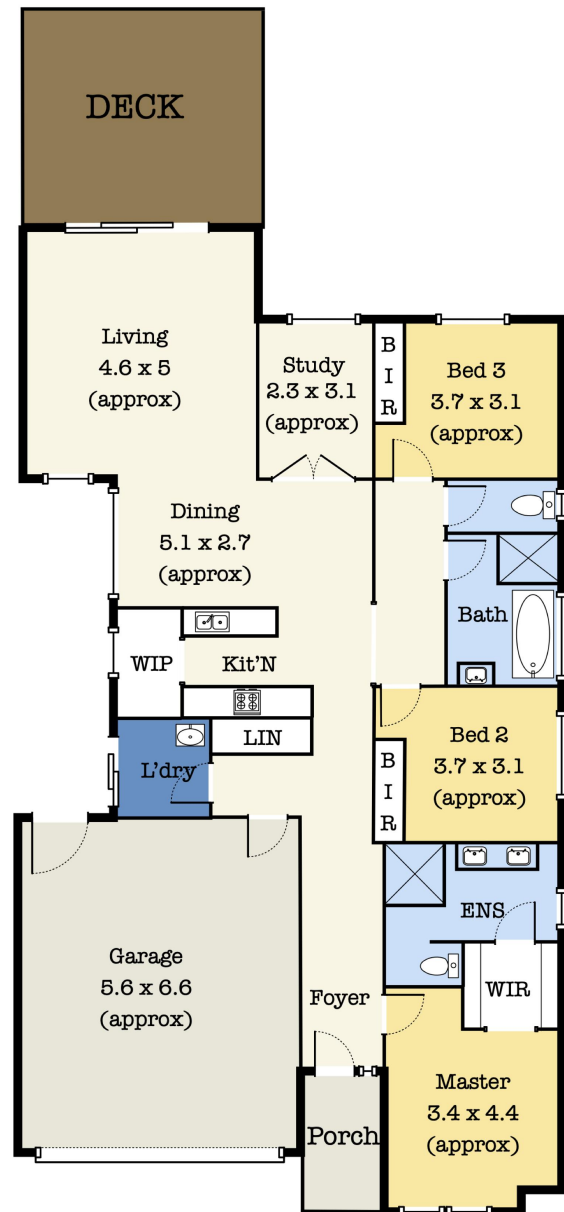 DECK
Living
4.6 x 5
(approx)
Study
2.3 x 3.1
(approx)
B
I
R
Bed 3
3.7 x 3.1
(approx)
Dining
5.1 x 2.7
(approx)
Bath
WIP
Kit'N
LIN
L'dry
B
I
R
Bed 2
3.7 x 3.1
(approx)
ENS
WIR
Garage
5.6 x 6.6
(approx)
Foyer
Master
3.4 x 4.4
(approx)
Porch